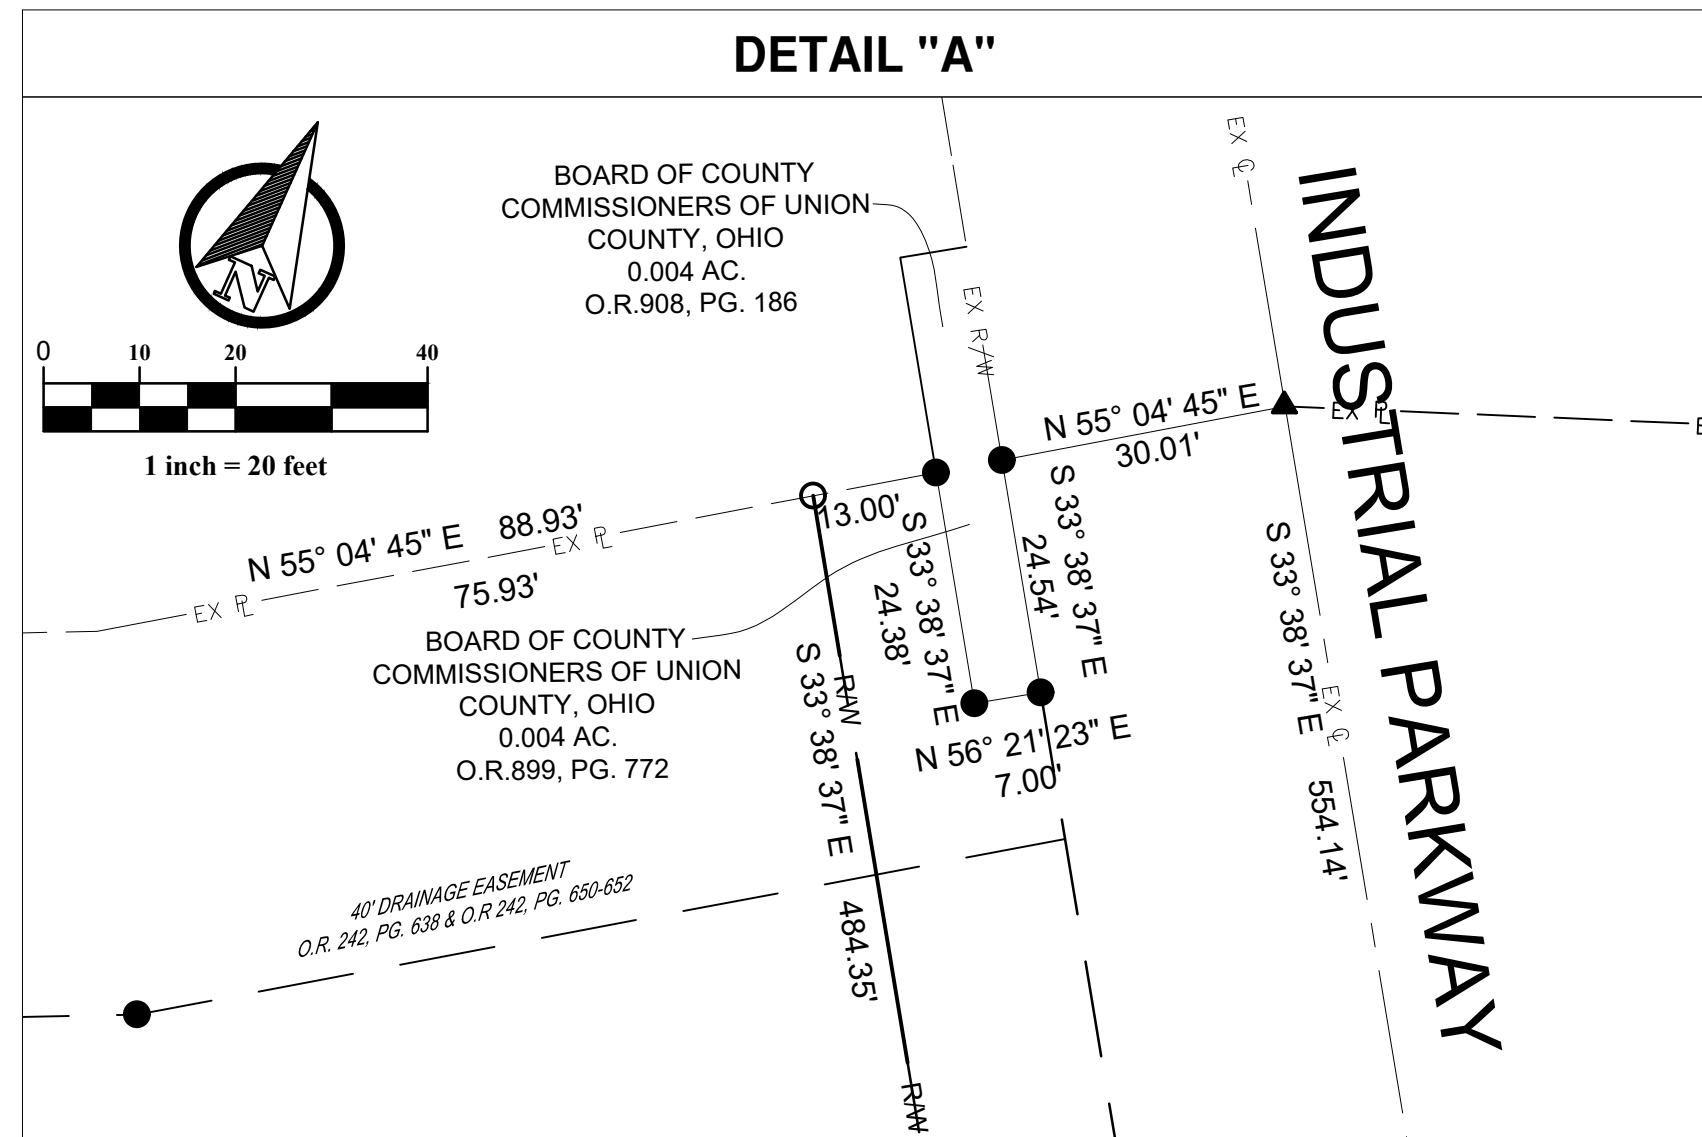 DETAIL "A"
N
0 10 20 40
1 inch = 20 feet
BOARD OF COUNTY
COMMISSIONERS OF UNION
COUNTY, OHIO
0.004 AC.
O.R.908, PG. 186
EX ℄
INDUSTRIAL PARKWAY
EX R/W
N 55° 04' 45" E
30.01'
EX ⅊
N 55° 04' 45" E 88.93'
EX ⅊
EX ⅊
75.93'
13.00'
S 33° 38' 37" E
24.38'
S 33° 38' 37" E
24.54'
S 33° 38' 37" E 554.14'
EX ℄
BOARD OF COUNTY
COMMISSIONERS OF UNION
COUNTY, OHIO
0.004 AC.
O.R.899, PG. 772
R/W
S 33° 38' 37" E 484.35'
N 56° 21' 23" E
7.00'
40' DRAINAGE EASEMENT
O.R. 242, PG. 638 & O.R 242, PG. 650-652
R/W